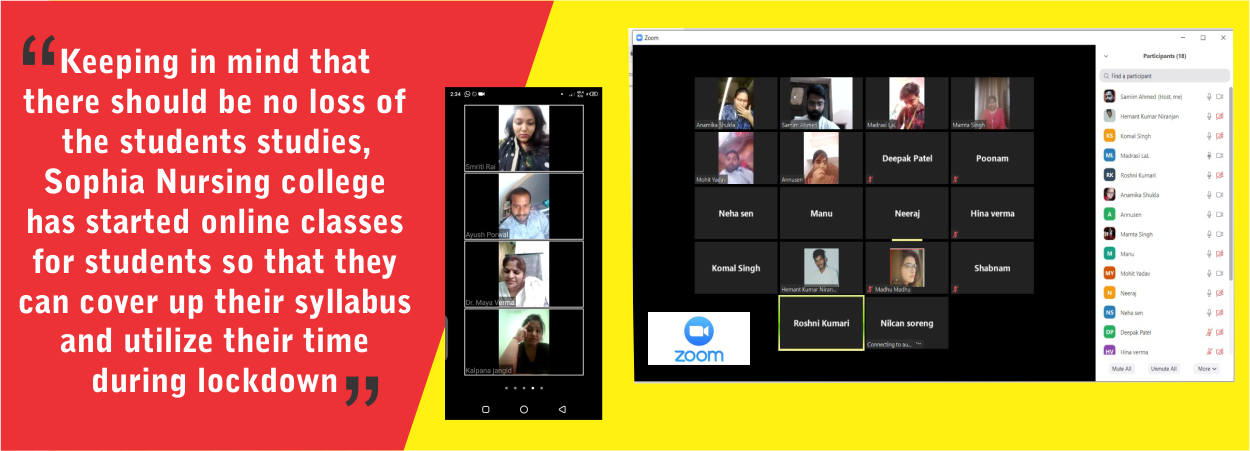 “Keeping in mind that
there should be no loss of
the students studies,
Sophia Nursing college
has started online classes
for students so that they
can cover up their syllabus
and utilize their time
during lockdown”
2:34
Smriti Rai
Ayush Porwal
Dr. Maya Verma
Kalpana jangid
Zoom
Anamika Shukla
Samim Ahmed
Madrasi LaL
Mamta Singh
Mohit Yadav
Annusen
Deepak Patel
Poonam
Neha sen
Manu
Neeraj
Hina verma
Komal Singh
Hemant Kumar Niran...
Madhu Madhu
Shabnam
Roshni Kumari
Nilcan soreng
Connecting to au...
zoom
Participants (18)
Find a participant
Samim Ahmed (Host, me)
Hemant Kumar Niranjan
KS Komal Singh
ML Madrasi LaL
RK Roshni Kumari
Anamika Shukla
A Annusen
Mamta Singh
M Manu
MY Mohit Yadav
N Neeraj
NS Neha sen
DP Deepak Patel
HV Hina verma
Mute All Unmute All More